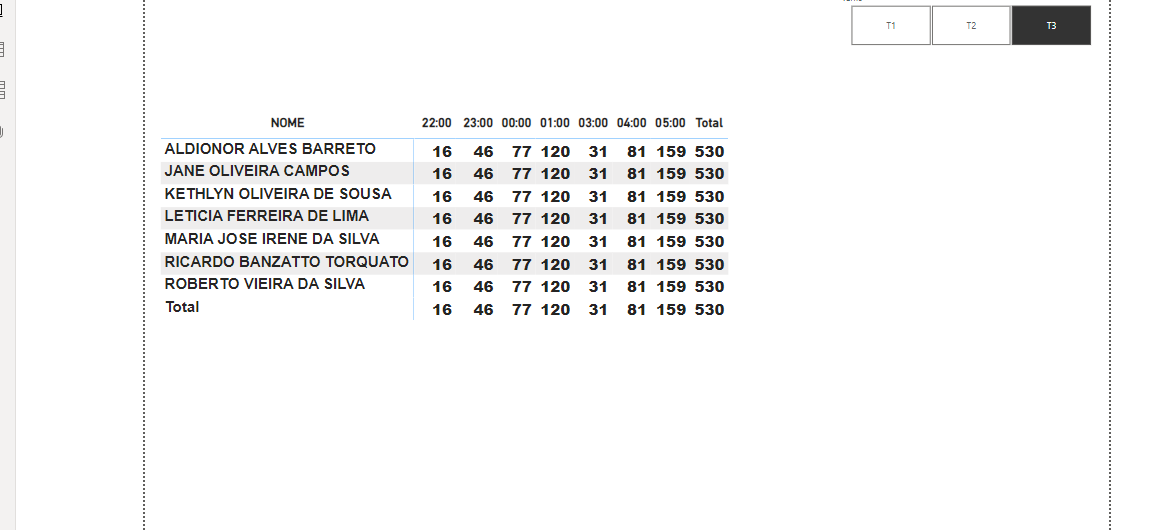 T1 T2 T3
NOME 22:00 23:00 00:00 01:00 03:00 04:00 05:00 Total
ALDIONOR ALVES BARRETO 16 46 77 120 31 81 159 530
JANE OLIVEIRA CAMPOS 16 46 77 120 31 81 159 530
KETHLYN OLIVEIRA DE SOUSA 16 46 77 120 31 81 159 530
LETICIA FERREIRA DE LIMA 16 46 77 120 31 81 159 530
MARIA JOSE IRENE DA SILVA 16 46 77 120 31 81 159 530
RICARDO BANZATTO TORQUATO 16 46 77 120 31 81 159 530
ROBERTO VIEIRA DA SILVA 16 46 77 120 31 81 159 530
Total 16 46 77 120 31 81 159 530